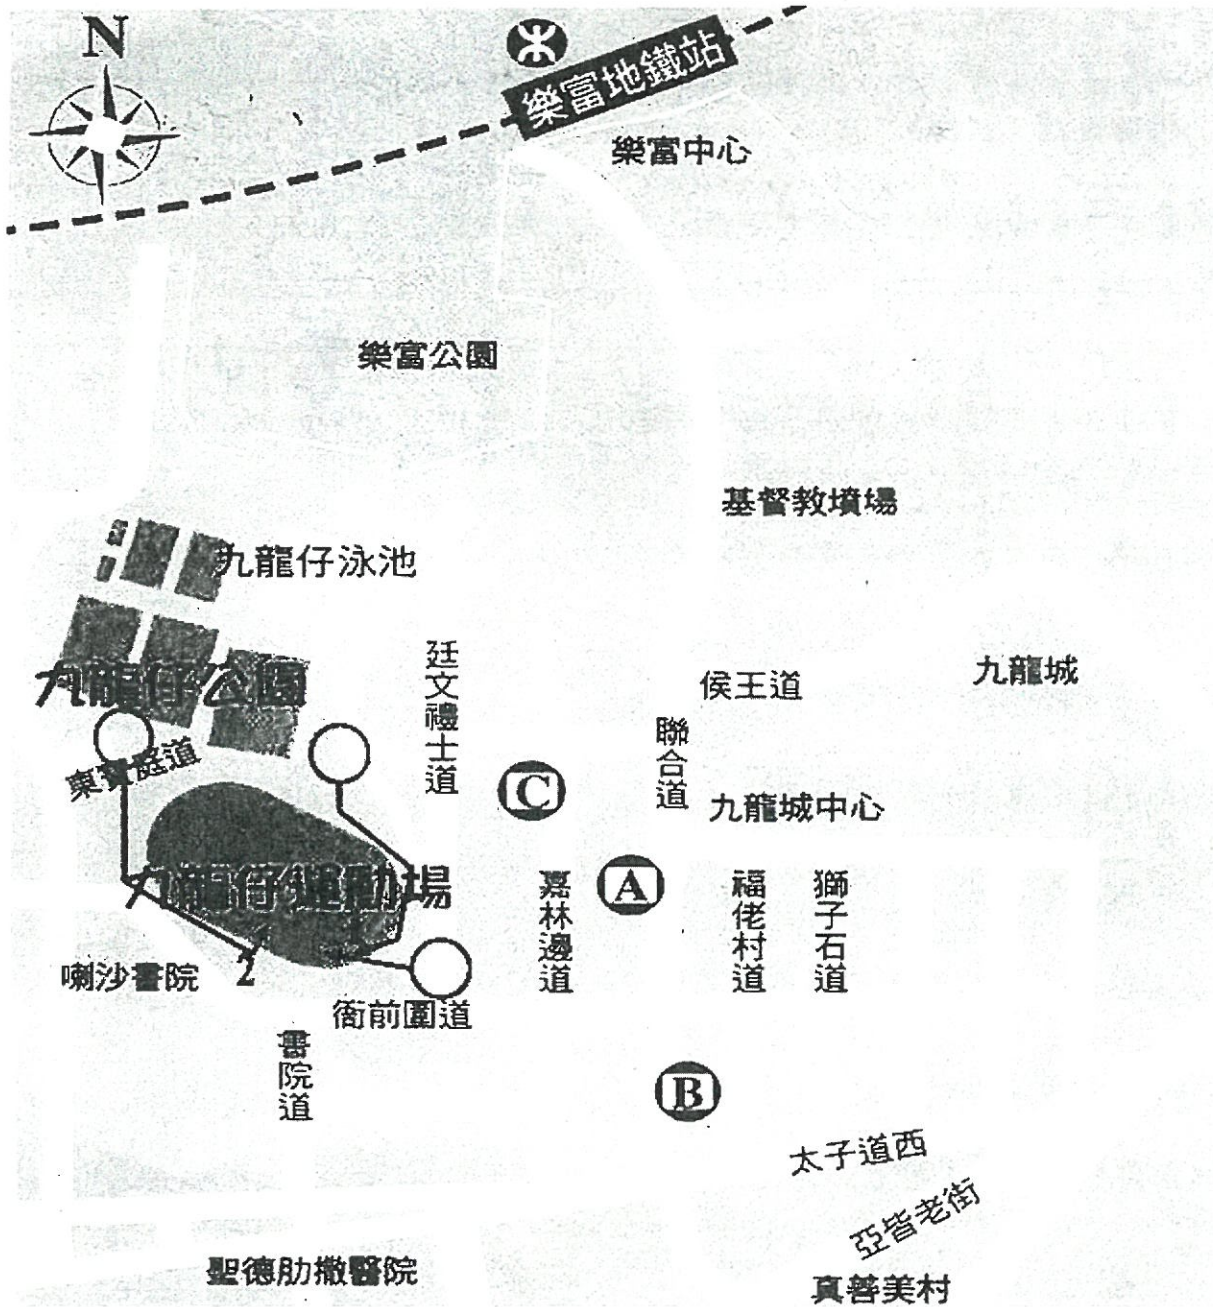 N
樂富地鐵站
樂富中心
樂富公園
基督教墳場
九龍仔泳池
九龍仔公園
廷文禮士道
侯王道
九龍城
聯合道
東寶庭道
C
九龍城中心
九龍仔運動場
嘉林邊道
A
福佬村道
獅子石道
喇沙書院
2
衙前圍道
書院道
B
太子道西
亞皆老街
聖德肋撒醫院
真善美村